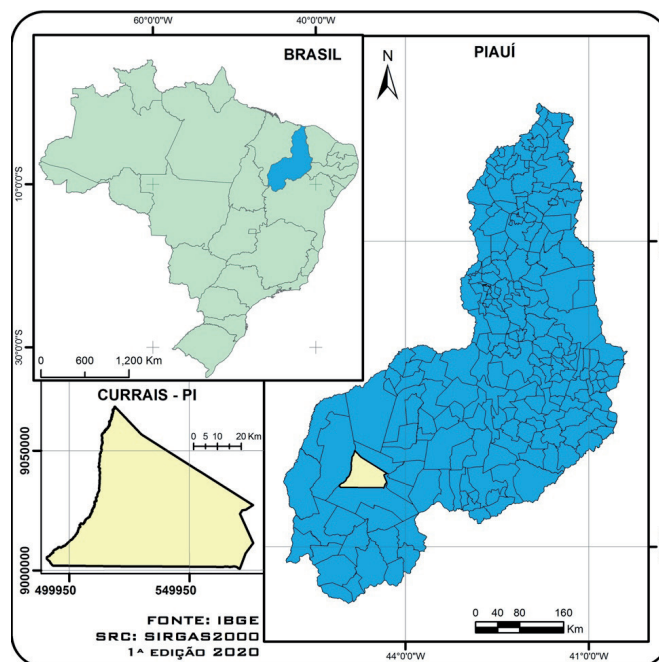 60°0'0"W
40°0'0"W
BRASIL
PIAUÍ
N
10°0'0"S
30°0'0"S
0 600 1,200 Km
CURRAIS - PI
0 5 10 20 Km
9050000
9000000
499950 549950
FONTE: IBGE
SRC: SIRGAS2000
1ª EDIÇÃO 2020
0 40 80 160
Km
44°0'0"W
41°0'0"W